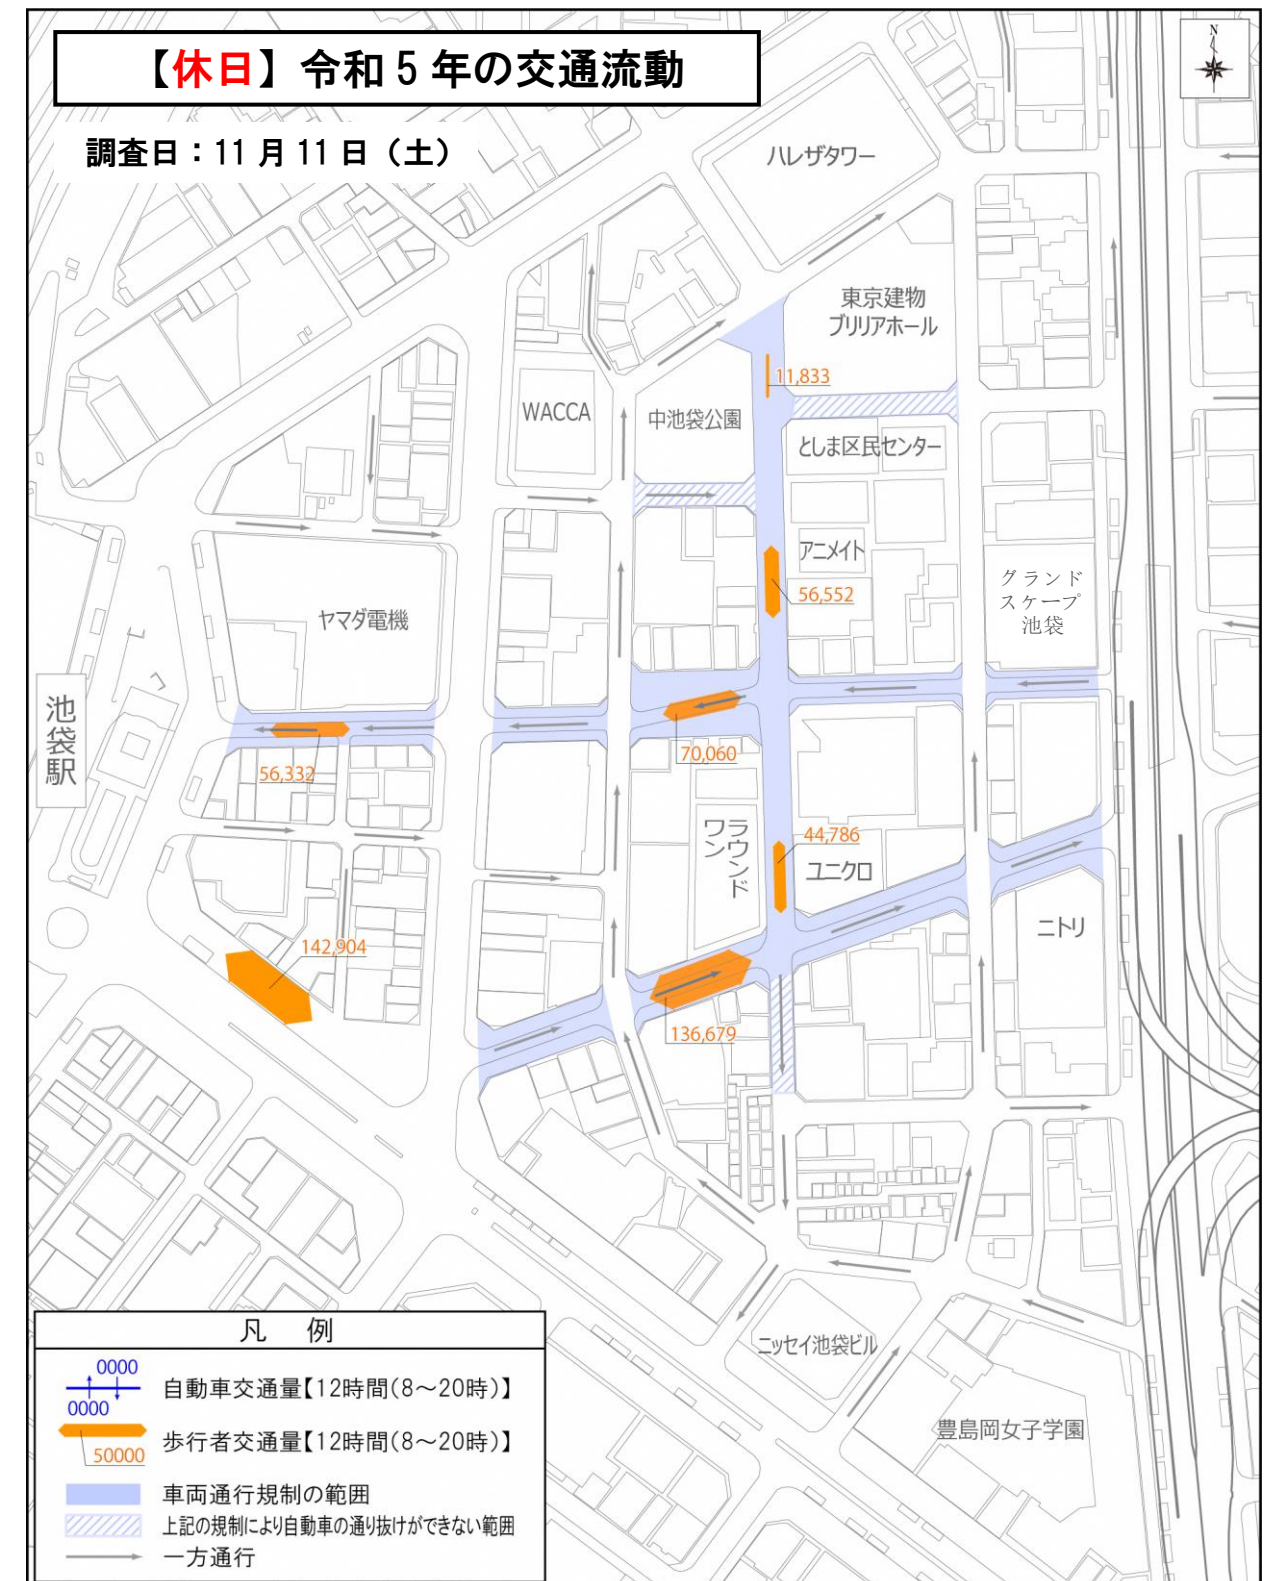 【休日】令和5年の交通流動
調査日：11月11日（土）
N
ハレザタワー
東京建物
ブリリアホール
11,833
WACCA
中池袋公園
としま区民センター
アニメイト
56,552
グランド
スケープ
池袋
ヤマダ電機
池袋駅
70,060
56,332
ラウンド
ワン
44,786
ユニクロ
ニトリ
142,904
136,679
ニッセイ池袋ビル
豊島岡女子学園
凡　例
0000
0000
自動車交通量【12時間(8～20時)】
50000
歩行者交通量【12時間(8～20時)】
車両通行規制の範囲
上記の規制により自動車の通り抜けができない範囲
一方通行